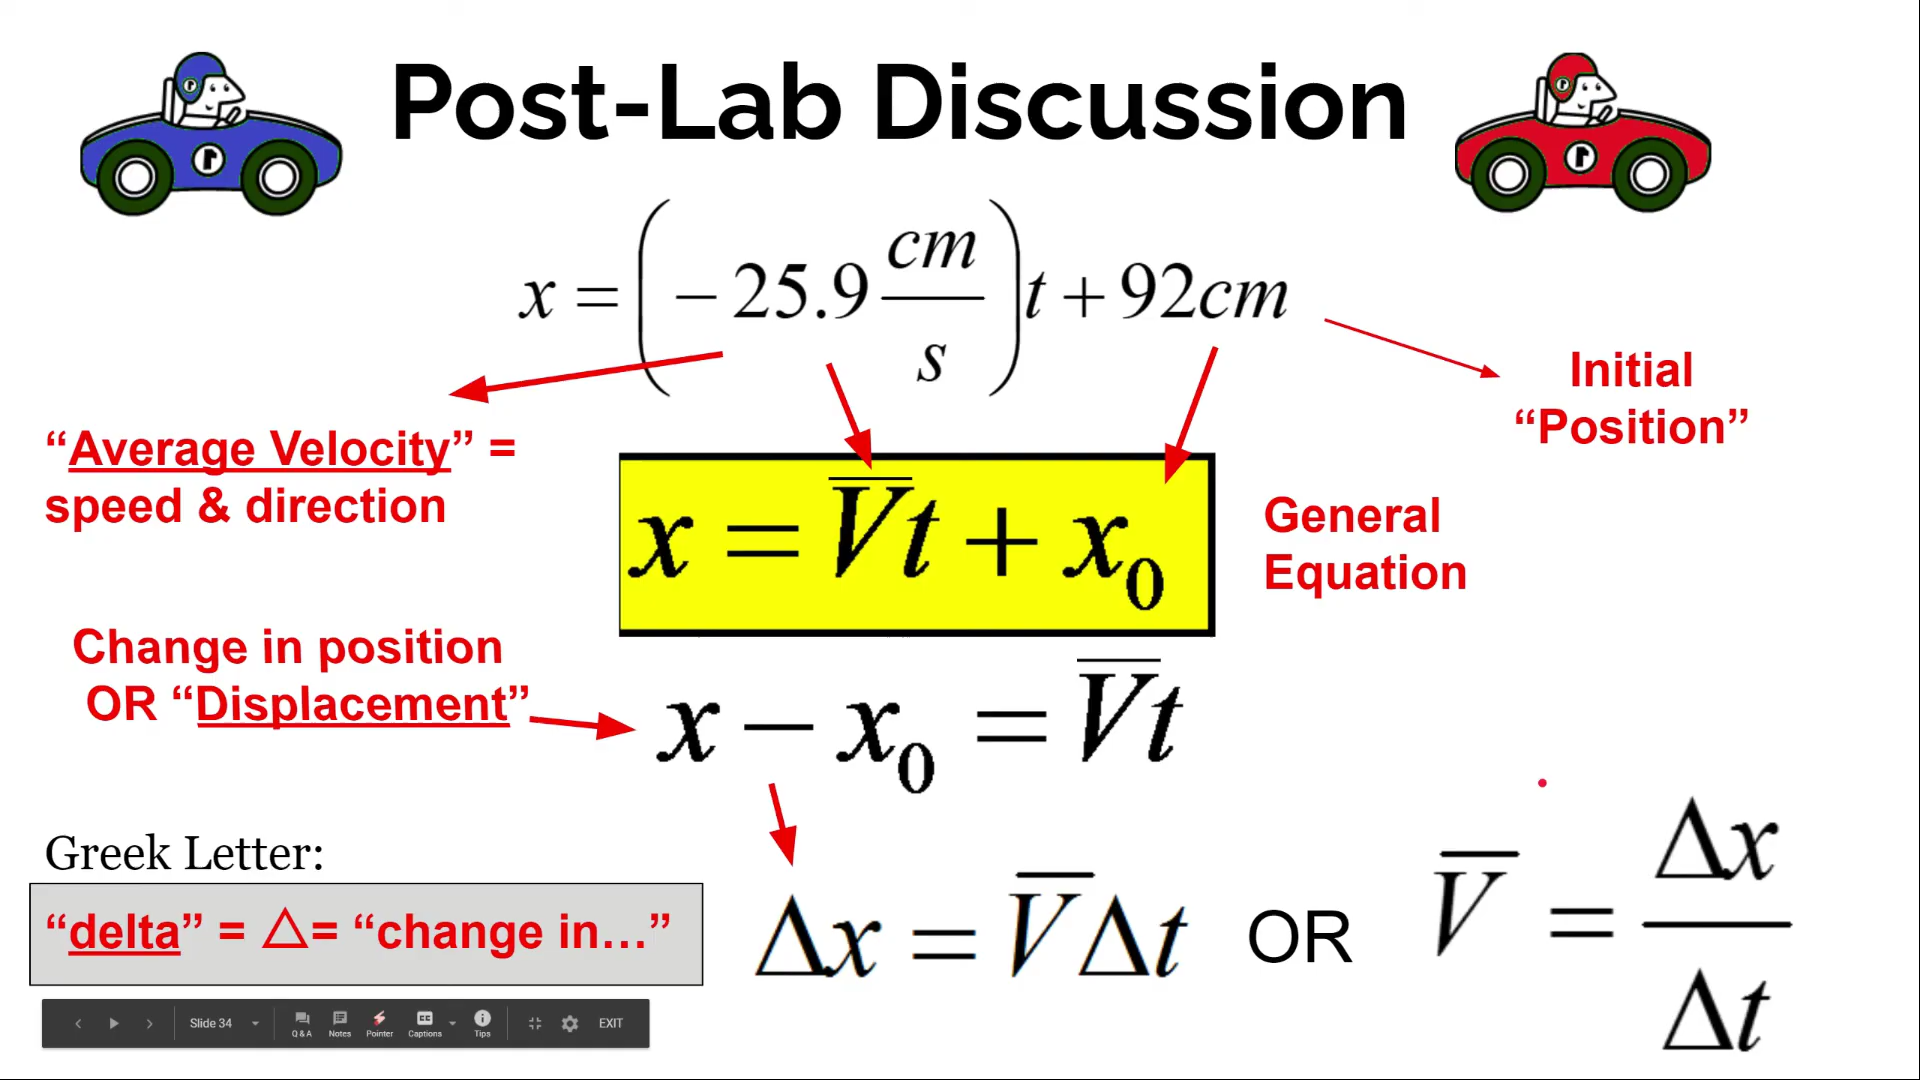 Post-Lab Discussion
x = ( − 25.9 cm/s ) t + 92cm
Initial
“Position”
“Average Velocity” =
speed & direction
x = V̅t + x₀
General
Equation
Change in position
OR “Displacement”
x − x₀ = V̅t
Greek Letter:
“delta” = △= “change in...”
Δx = V̅Δt OR V̅ = Δx/Δt
Slide 34
Q&A Notes Pointer Captions Tips EXIT